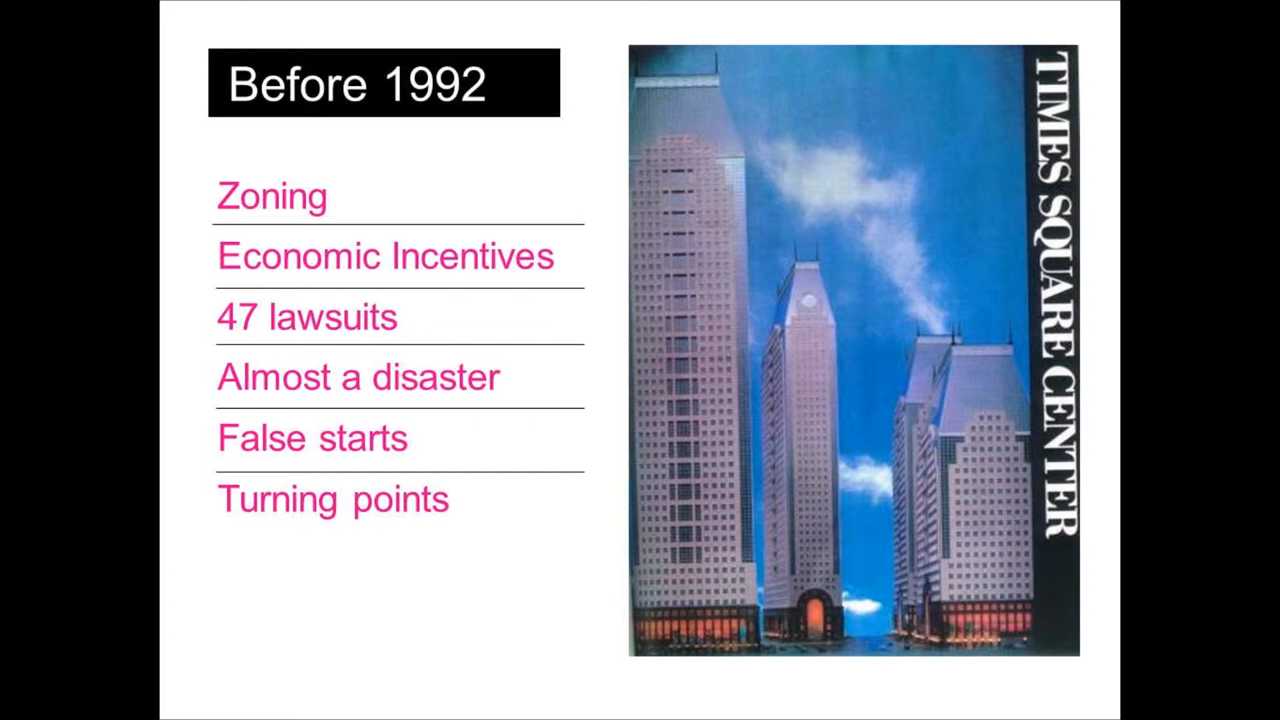 Before 1992
Zoning
Economic Incentives
47 lawsuits
Almost a disaster
False starts
Turning points
TIMES SQUARE CENTER